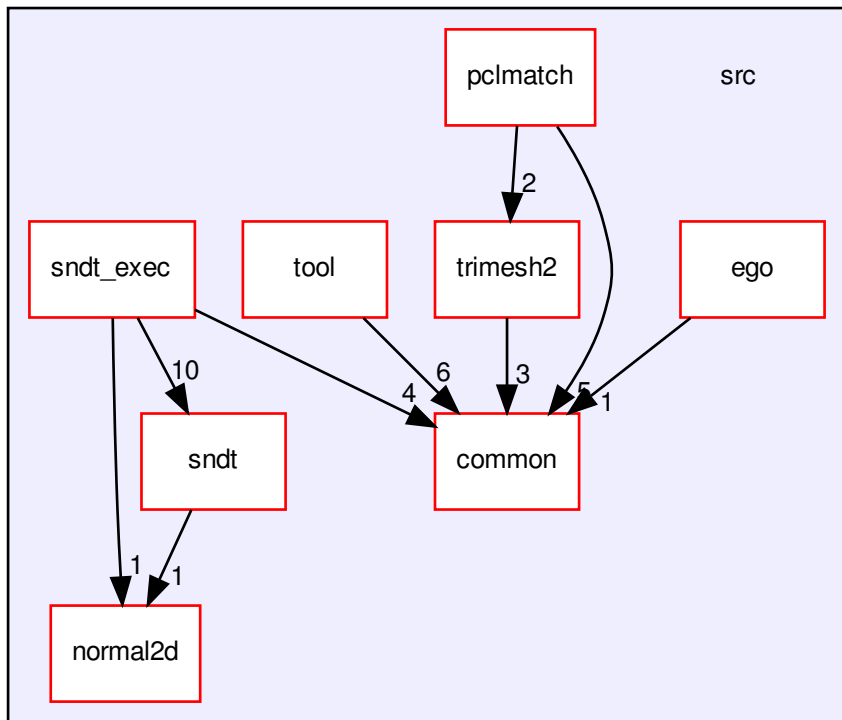 pclmatch
src
2
sndt_exec
tool
trimesh2
ego
10
6
3
4
5
1
sndt
common
1
1
normal2d